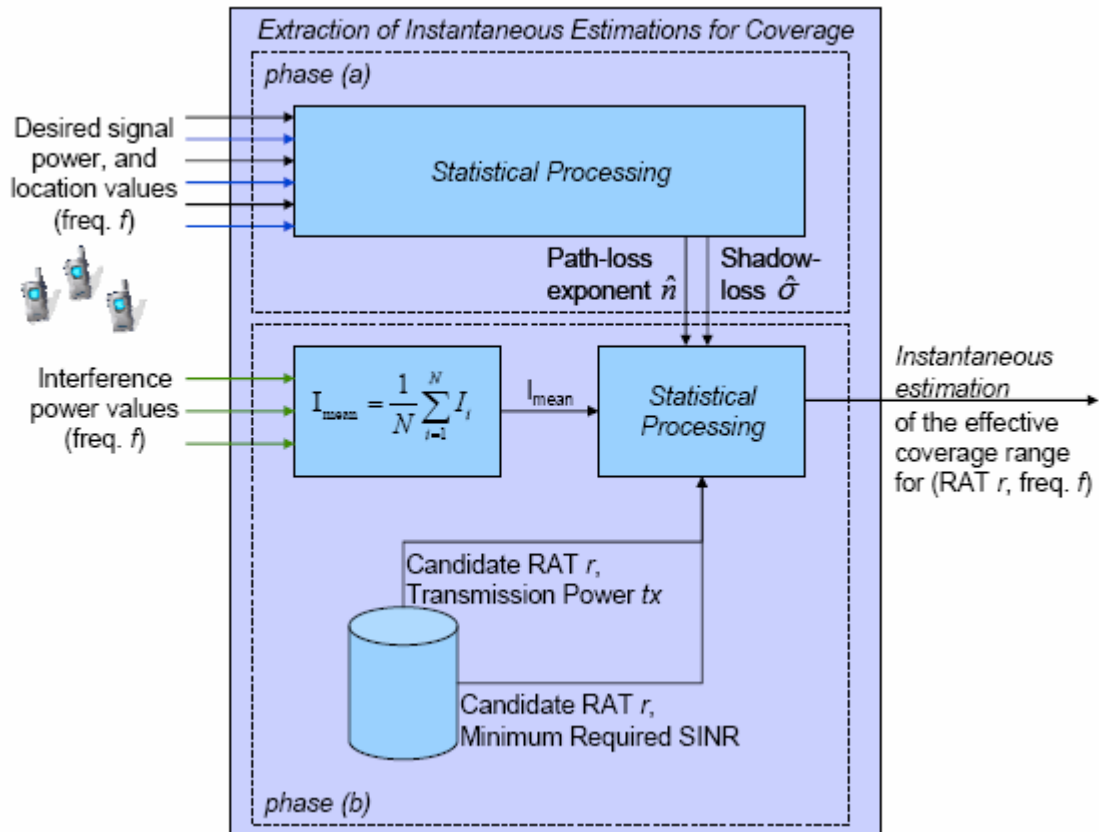 Extraction of Instantaneous Estimations for Coverage
phase (a)
Desired signal
power, and
location values
(freq. f)
Statistical Processing
Path-loss
exponent n̂
Shadow-
loss σ̂
Interference
power values
(freq. f)
I_mean = 1/N ∑_{i=1}^{N} I_i
I_mean
Statistical
Processing
Instantaneous
estimation
of the effective
coverage range
for (RAT r, freq. f)
Candidate RAT r,
Transmission Power tx
Candidate RAT r,
Minimum Required SINR
phase (b)